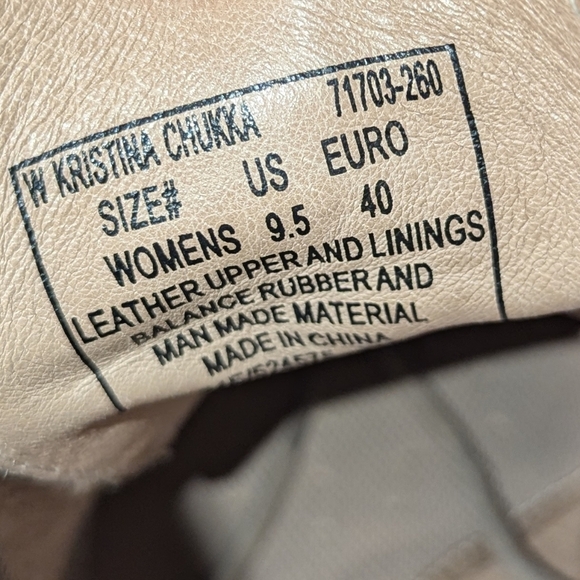 W KRISTINA CHUKKA 71703-260
SIZE# US EURO
WOMENS 9.5 40
LEATHER UPPER AND LININGS
BALANCE RUBBER AND
MAN MADE MATERIAL
MADE IN CHINA